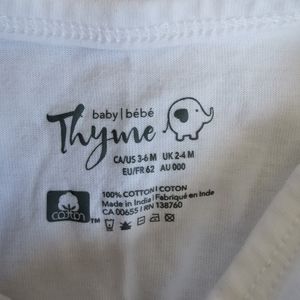 baby | bébé
Thyme
CA/US 3-6 M UK 2-4 M
EU/FR 62 AU 000
100% COTTON | COTON
Made in India | Fabriqué en Inde
CA 00655 | RN 138760
COTTON™